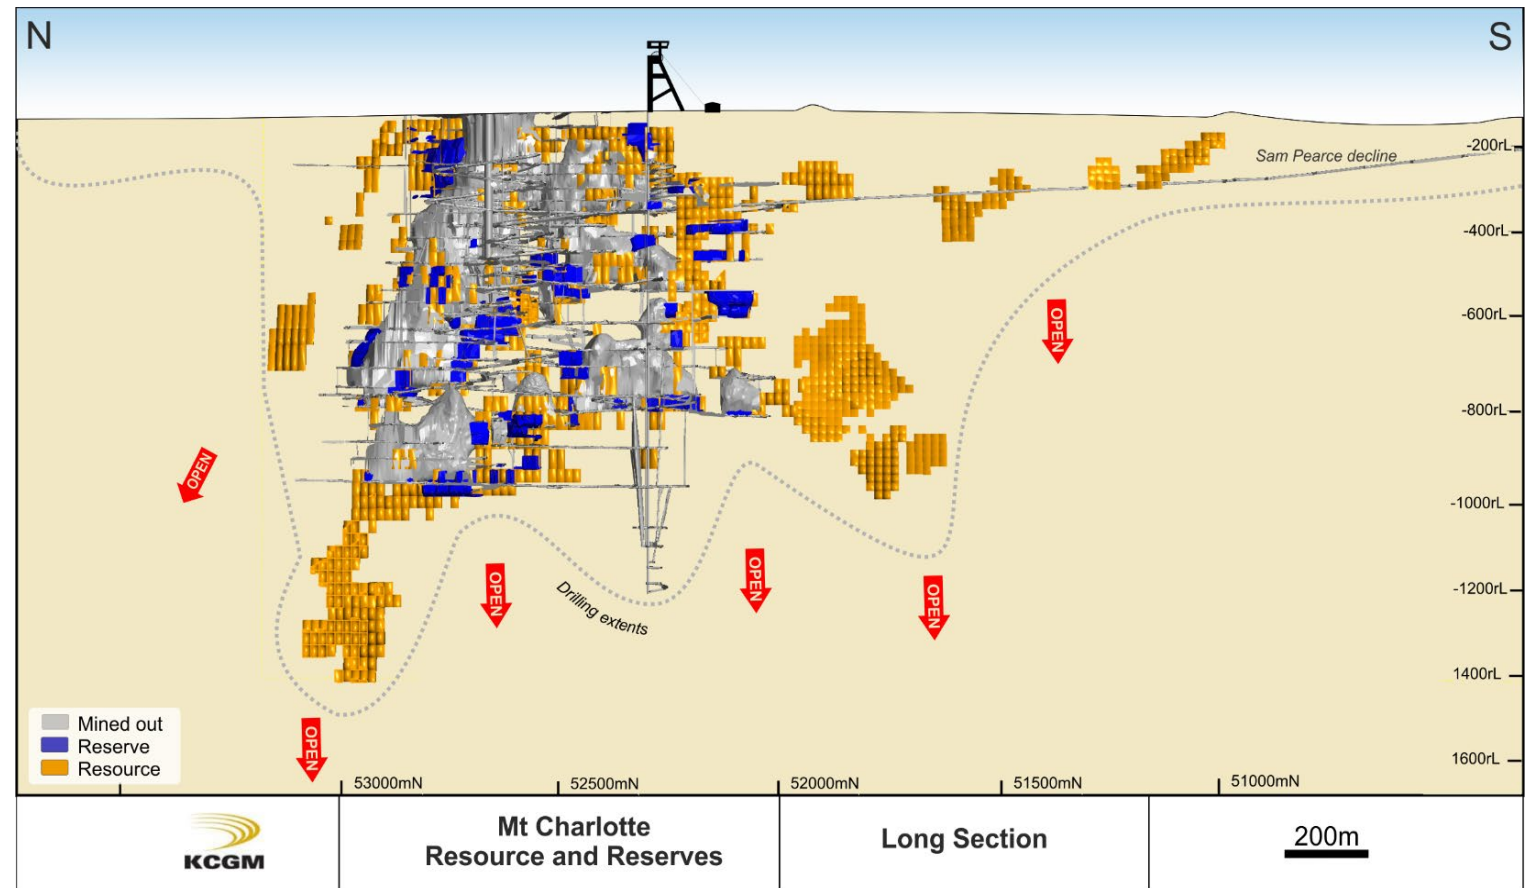 N
S
-200rL
Sam Pearce decline
-400rL
OPEN
-600rL
-800rL
OPEN
-1000rL
OPEN
OPEN
OPEN
Drilling extents
-1200rL
1400rL
OPEN
1600rL
Mined out
Reserve
Resource
53000mN
52500mN
52000mN
51500mN
51000mN
KCGM
Mt Charlotte
Resource and Reserves
Long Section
200m